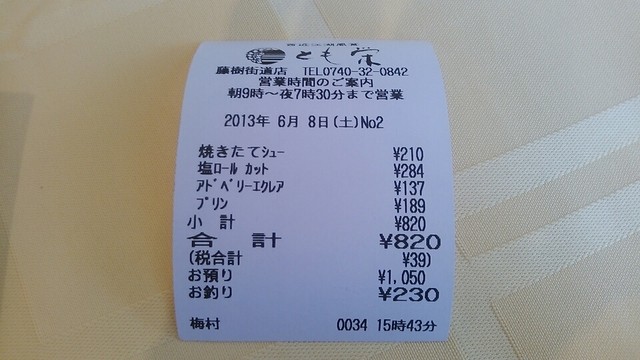 とも栄
藤樹街道店 TEL0740-32-0842
営業時間のご案内
朝9時~夜7時30分まで営業
2013年 6月 8日(土)No2
焼きたてシュー ¥210
塩ロール カット ¥284
アドベリーエクレア ¥137
プリン ¥189
小 計 ¥820
合 計 ¥820
(税合計 ¥39)
お預り ¥1,050
お釣り ¥230
梅村 0034 15時43分